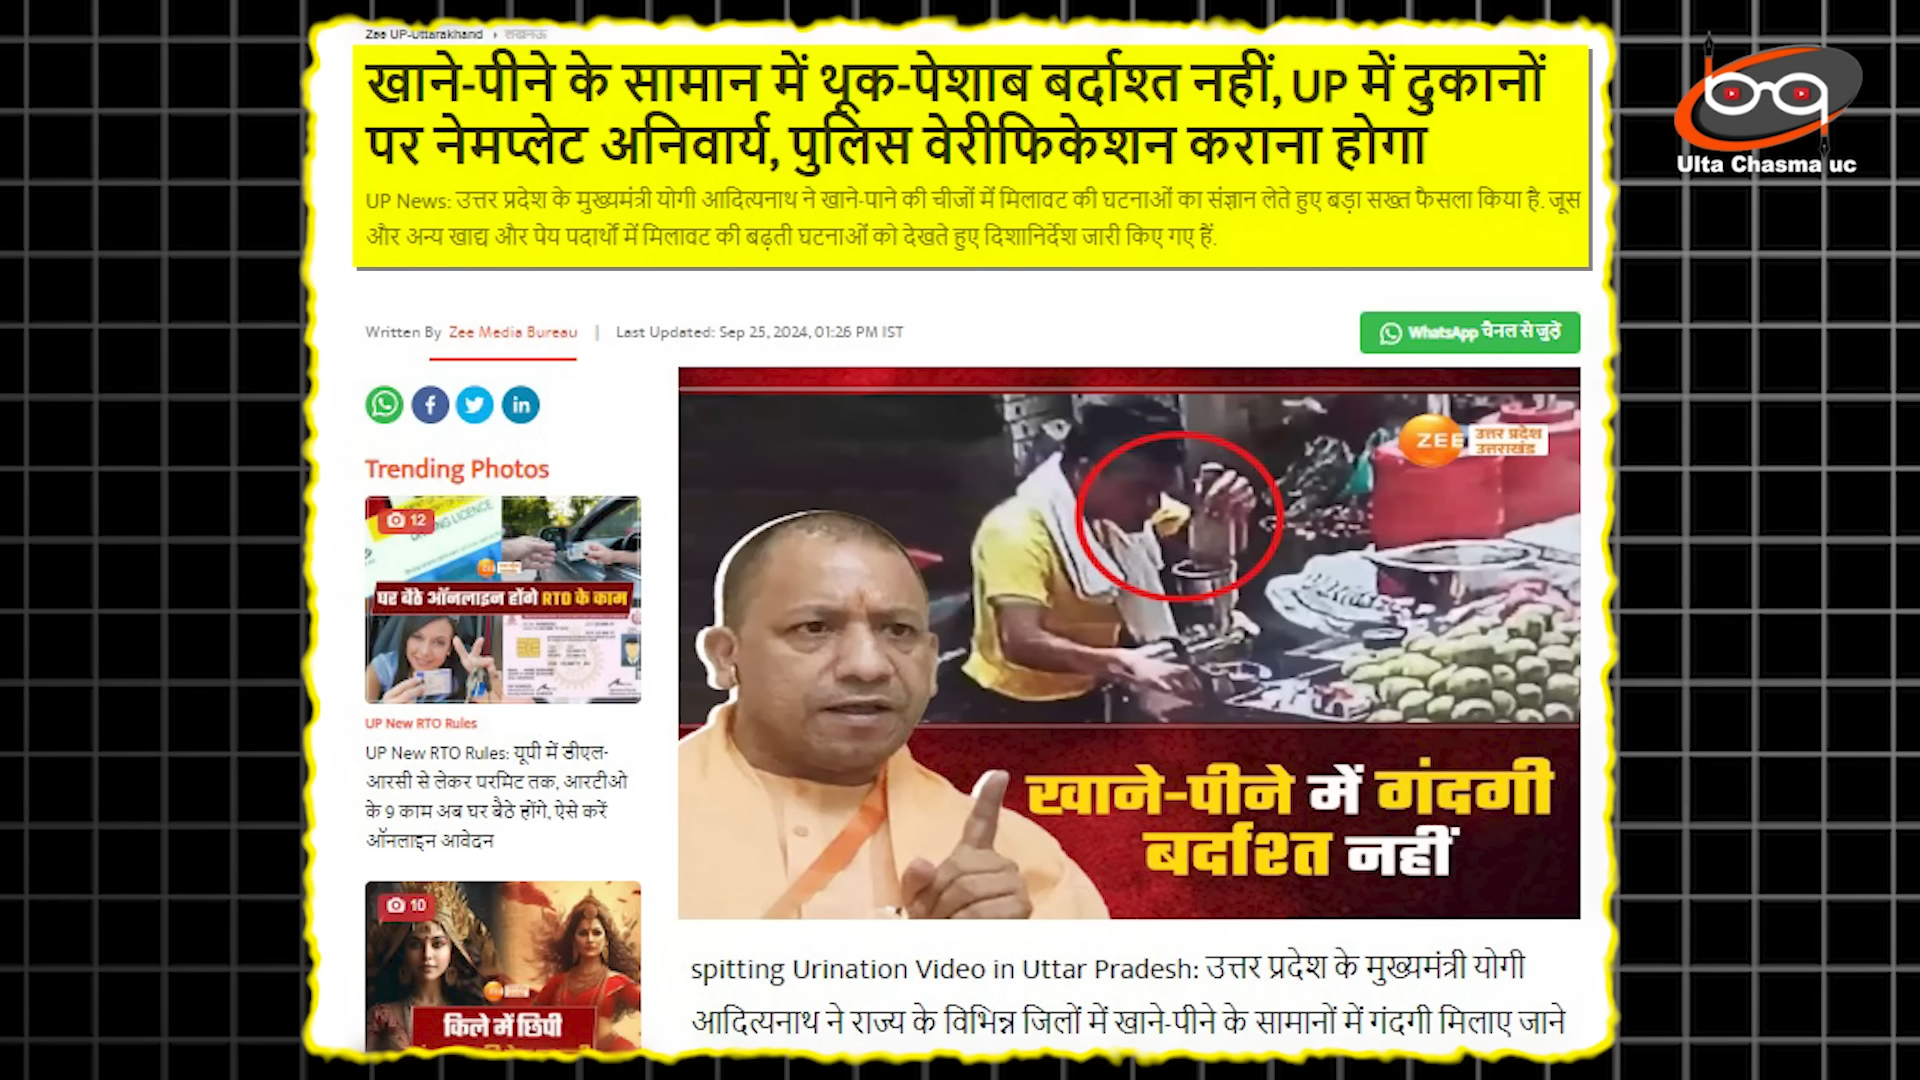 Zee UP-Uttarakhand › लखनऊ
खाने-पीने के सामान में थूक-पेशाब बर्दाश्त नहीं, UP में दुकानों
पर नेमप्लेट अनिवार्य, पुलिस वेरीफिकेशन कराना होगा
UP News: उत्तर प्रदेश के मुख्यमंत्री योगी आदित्यनाथ ने खाने-पाने की चीजों में मिलावट की घटनाओं का संज्ञान लेते हुए बड़ा सख्त फैसला किया है. जूस
और अन्य खाद्य और पेय पदार्थों में मिलावट की बढ़ती घटनाओं को देखते हुए दिशानिर्देश जारी किए गए हैं.
Ulta Chasma uc
Written By Zee Media Bureau | Last Updated: Sep 25, 2024, 01:26 PM IST
WhatsApp चैनल से जुड़ें
Trending Photos
12
घर बैठे ऑनलाइन होंगे RTO के काम
UP New RTO Rules
UP New RTO Rules: यूपी में डीएल-
आरसी से लेकर परमिट तक, आरटीओ
के 9 काम अब घर बैठे होंगे, ऐसे करें
ऑनलाइन आवेदन
10
किले में छिपी
ZEE उत्तर प्रदेश
उत्तराखंड
खाने-पीने में गंदगी
बर्दाश्त नहीं
spitting Urination Video in Uttar Pradesh: उत्तर प्रदेश के मुख्यमंत्री योगी
आदित्यनाथ ने राज्य के विभिन्न जिलों में खाने-पीने के सामानों में गंदगी मिलाए जाने